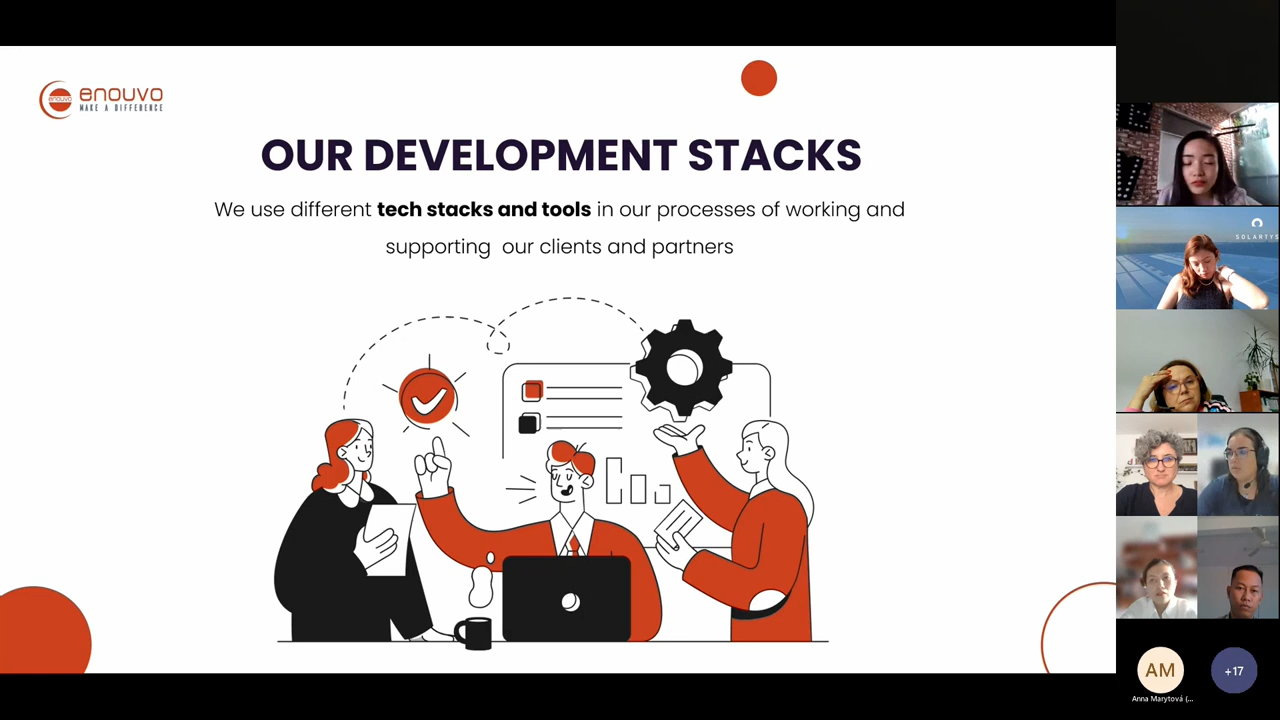 enouvo
enouvo
MAKE A DIFFERENCE
OUR DEVELOPMENT STACKS
We use different tech stacks and tools in our processes of working and
supporting our clients and partners
SOLARTYS
AM
+17
Anna Marytová (...